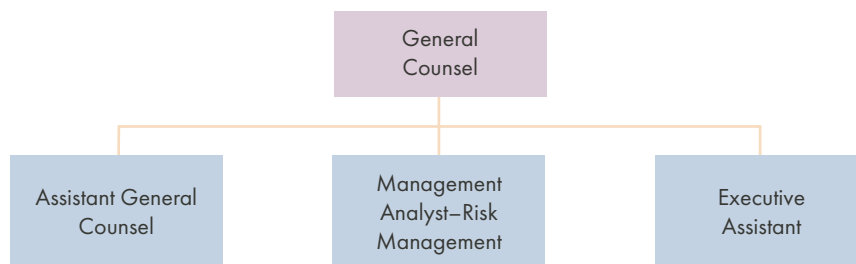 General
Counsel
Assistant General
Counsel
Management
Analyst–Risk
Management
Executive
Assistant